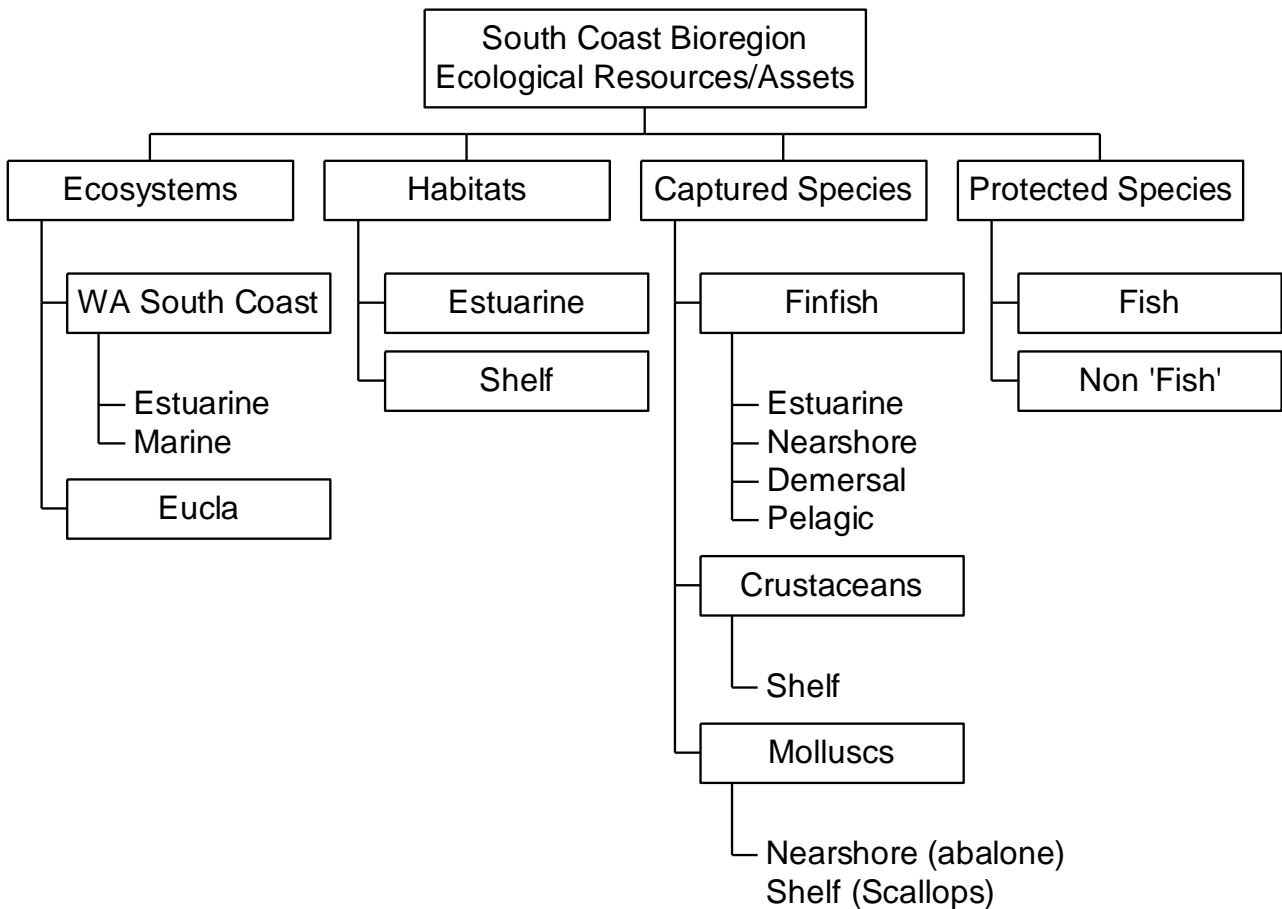 South Coast Bioregion
Ecological Resources/Assets
Ecosystems
Habitats
Captured Species
Protected Species
WA South Coast
Estuarine
Marine
Eucla
Estuarine
Shelf
Finfish
Estuarine
Nearshore
Demersal
Pelagic
Crustaceans
Shelf
Molluscs
Nearshore (abalone)
Shelf (Scallops)
Fish
Non 'Fish'